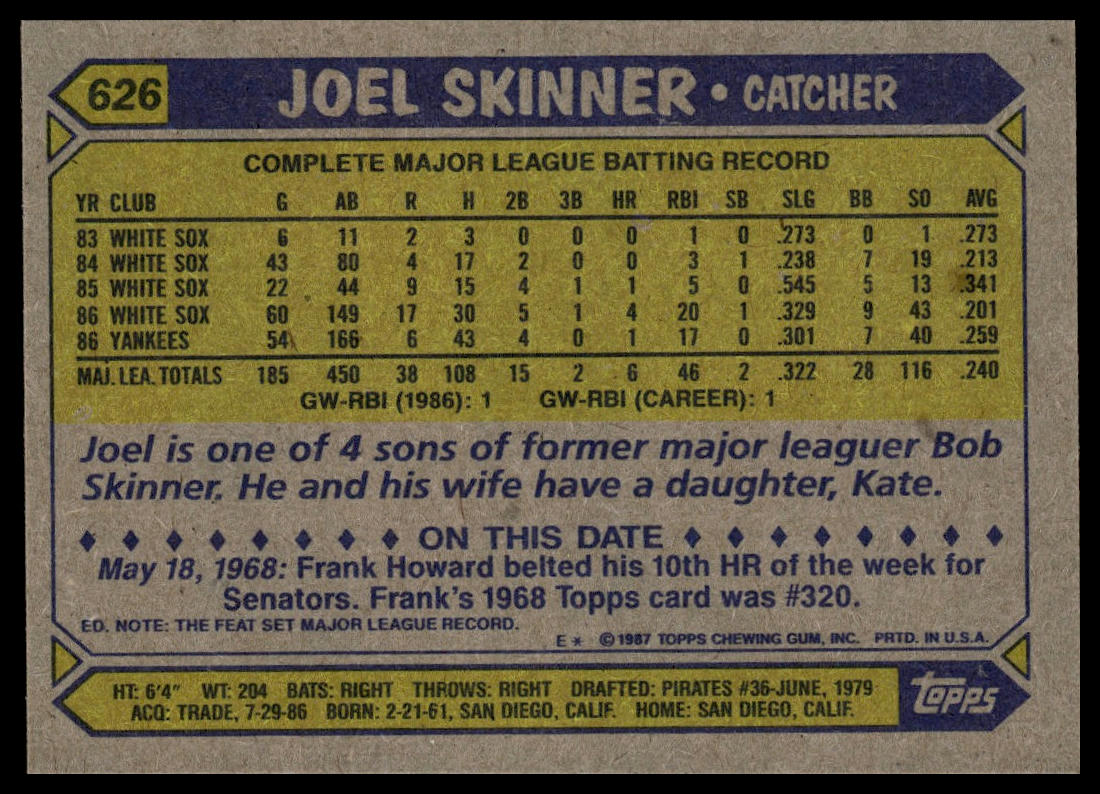 626 JOEL SKINNER • CATCHER
COMPLETE MAJOR LEAGUE BATTING RECORD
YR CLUB G AB R H 2B 3B HR RBI SB SLG BB SO AVG
83 WHITE SOX 6 11 2 3 0 0 0 1 0 .273 0 1 .273
84 WHITE SOX 43 80 4 17 2 0 0 3 1 .238 7 19 .213
85 WHITE SOX 22 44 9 15 4 1 1 5 0 .545 5 13 .341
86 WHITE SOX 60 149 17 30 5 1 4 20 1 .329 9 43 .201
86 YANKEES 54 166 6 43 4 0 1 17 0 .301 7 40 .259
MAJ. LEA. TOTALS 185 450 38 108 15 2 6 46 2 .322 28 116 .240
GW-RBI (1986): 1 GW-RBI (CAREER): 1
Joel is one of 4 sons of former major leaguer Bob
Skinner. He and his wife have a daughter, Kate.
ON THIS DATE
May 18, 1968: Frank Howard belted his 10th HR of the week for
Senators. Frank's 1968 Topps card was #320.
ED. NOTE: THE FEAT SET MAJOR LEAGUE RECORD.
E * © 1987 TOPPS CHEWING GUM, INC. PRTD. IN U.S.A.
HT: 6'4" WT: 204 BATS: RIGHT THROWS: RIGHT DRAFTED: PIRATES #36-JUNE, 1979
ACQ: TRADE, 7-29-86 BORN: 2-21-61, SAN DIEGO, CALIF. HOME: SAN DIEGO, CALIF.
Topps